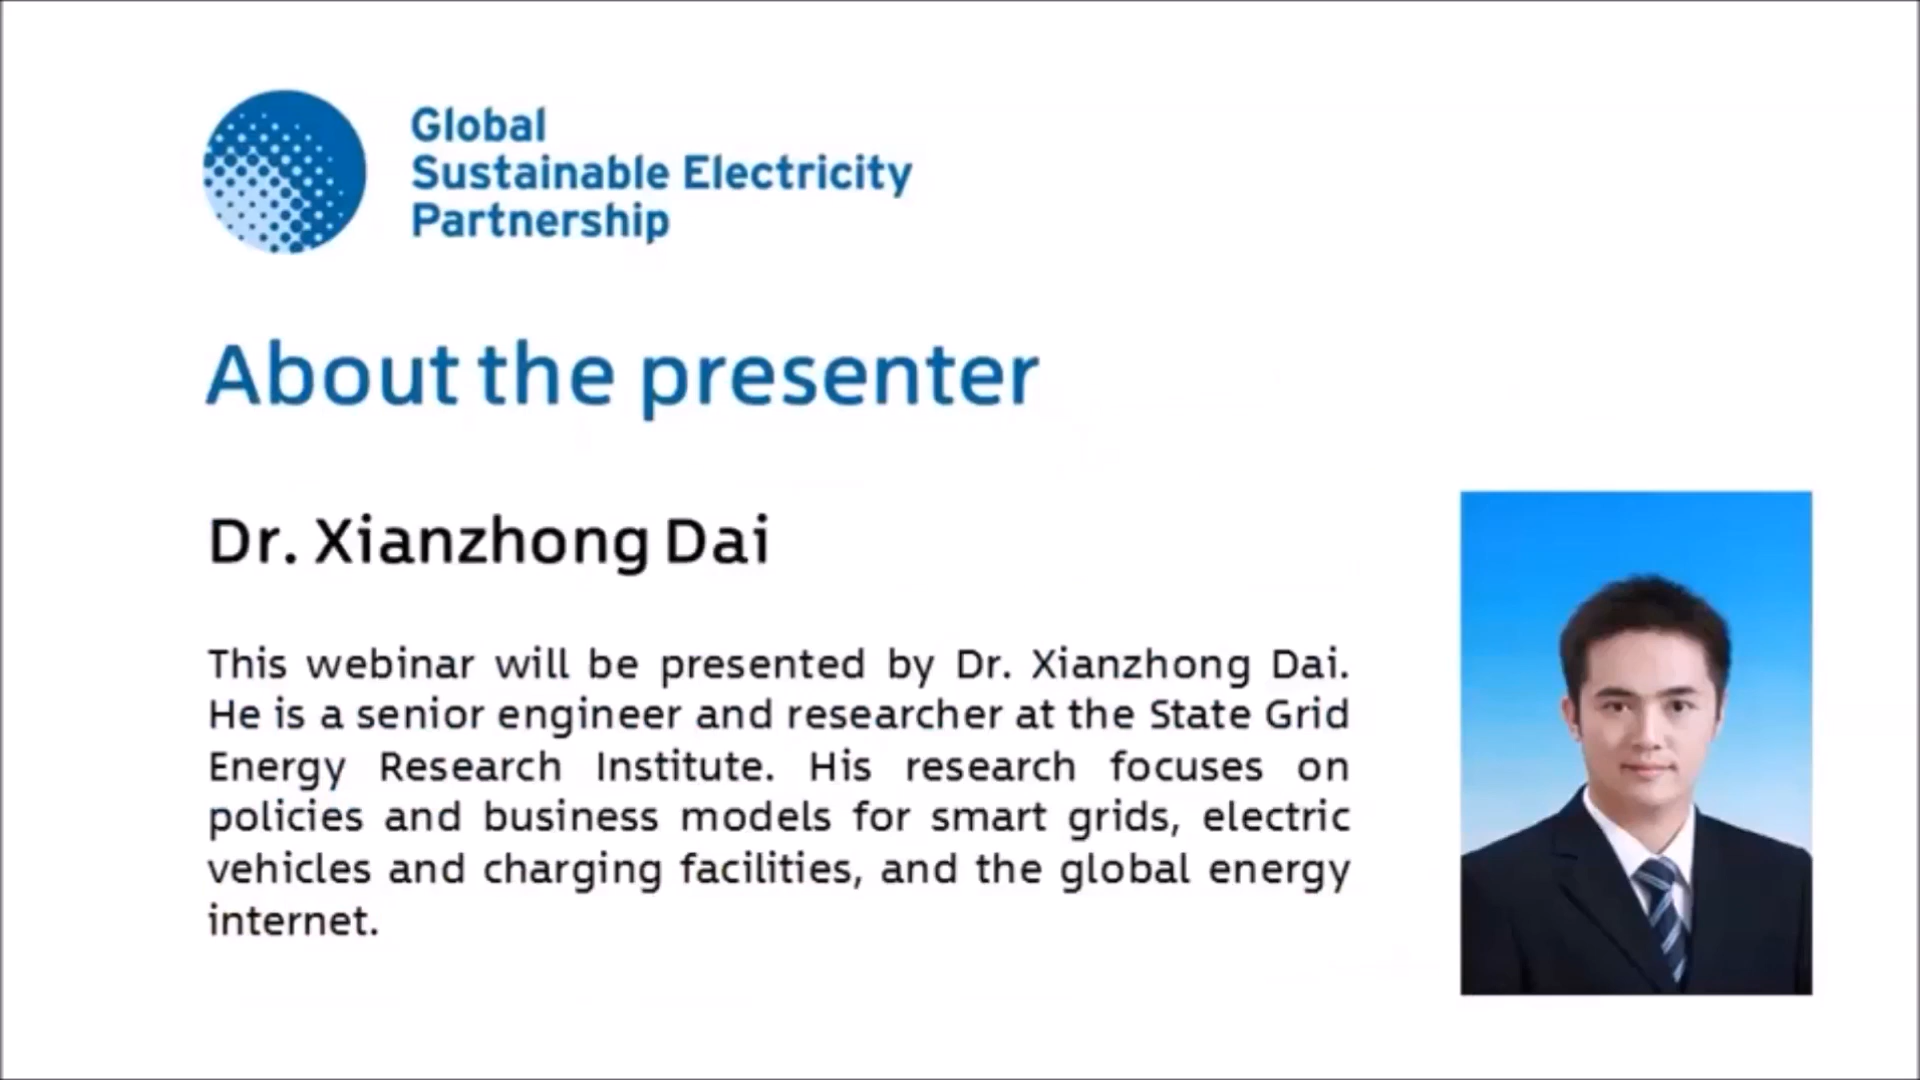 Global
Sustainable Electricity
Partnership
About the presenter
Dr. Xianzhong Dai
This webinar will be presented by Dr. Xianzhong Dai.
He is a senior engineer and researcher at the State Grid
Energy Research Institute. His research focuses on
policies and business models for smart grids, electric
vehicles and charging facilities, and the global energy
internet.